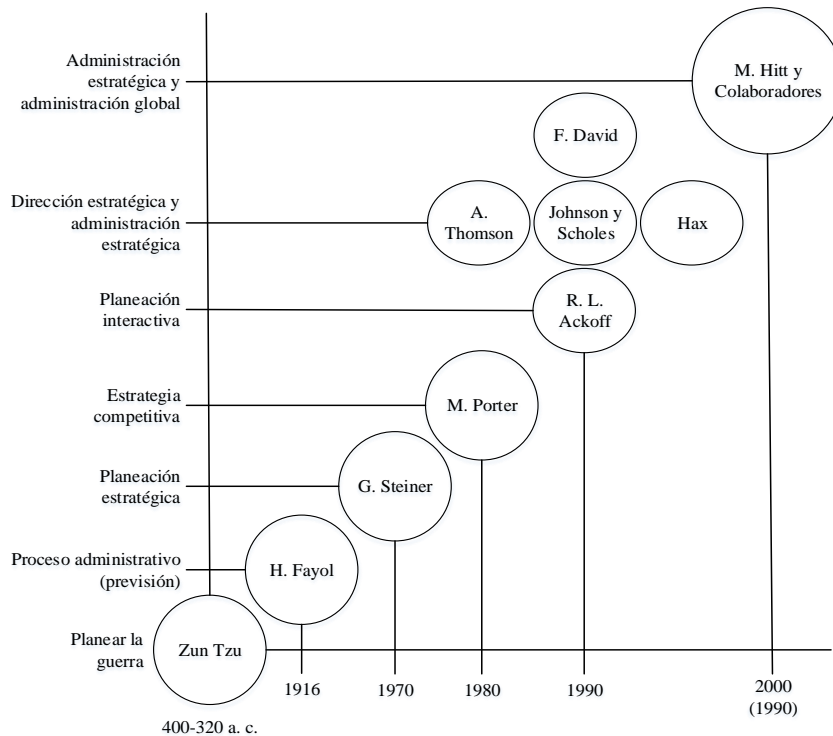 Administración
estratégica y
administración global
M. Hitt y
Colaboradores
F. David
Dirección estratégica y
administración
estratégica
A.
Thomson
Johnson y
Scholes
Hax
Planeación
interactiva
R. L.
Ackoff
Estrategia
competitiva
M. Porter
Planeación
estratégica
G. Steiner
Proceso administrativo
(previsión)
H. Fayol
Planear la
guerra
Zun Tzu
1916
1970
1980
1990
2000
(1990)
400-320 a. c.